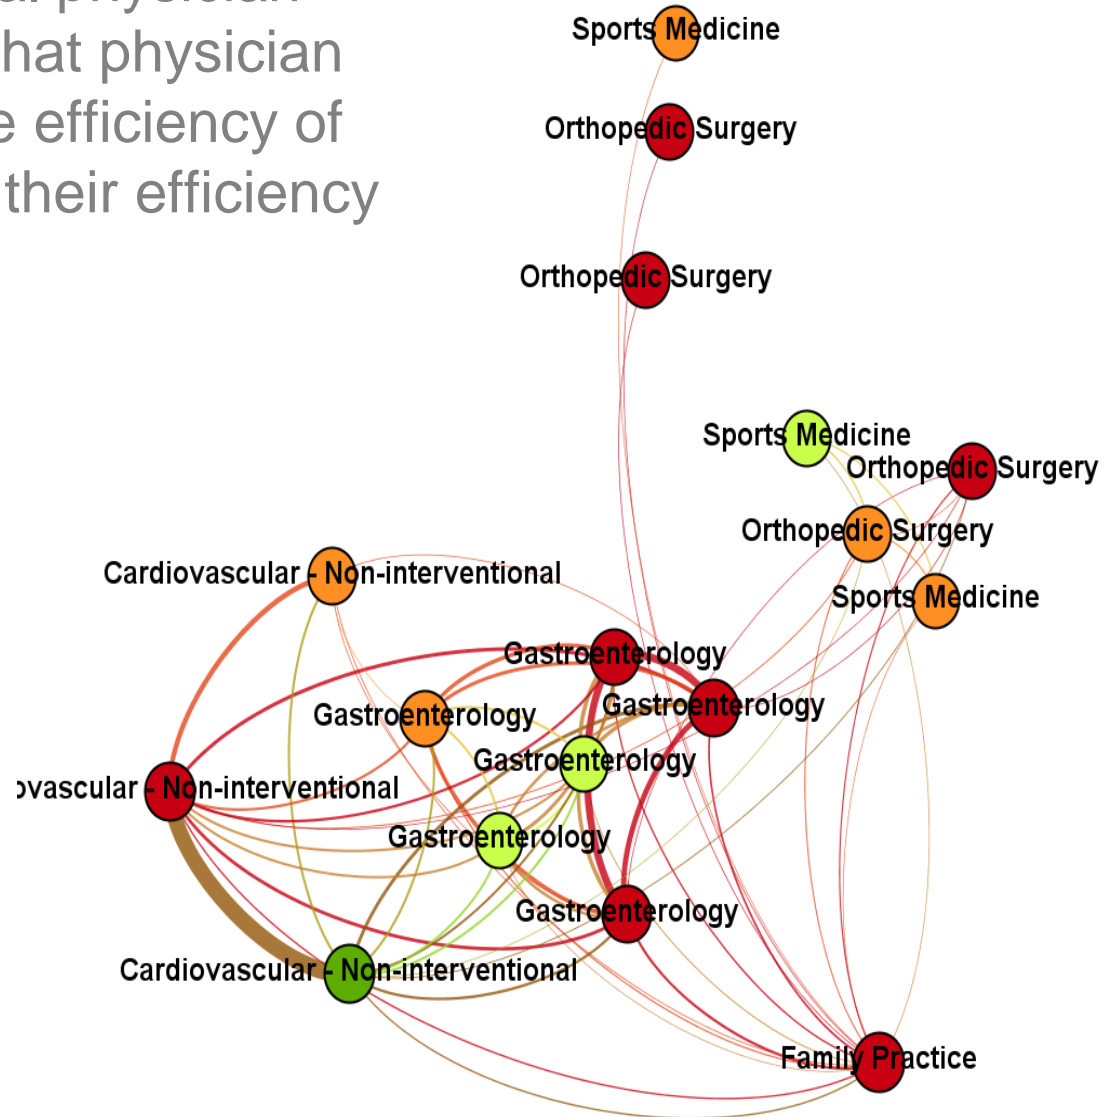 physician
hat physician
e efficiency of
their efficiency
Sports Medicine
Orthopedic Surgery
Orthopedic Surgery
Sports Medicine
Orthopedic Surgery
Orthopedic Surgery
Cardiovascular - Non-interventional
Sports Medicine
Gastroenterology
Gastroenterology
Gastroenterology
Gastroenterology
ovascular - Non-interventional
Gastroenterology
Gastroenterology
Cardiovascular - Non-interventional
Family Practice